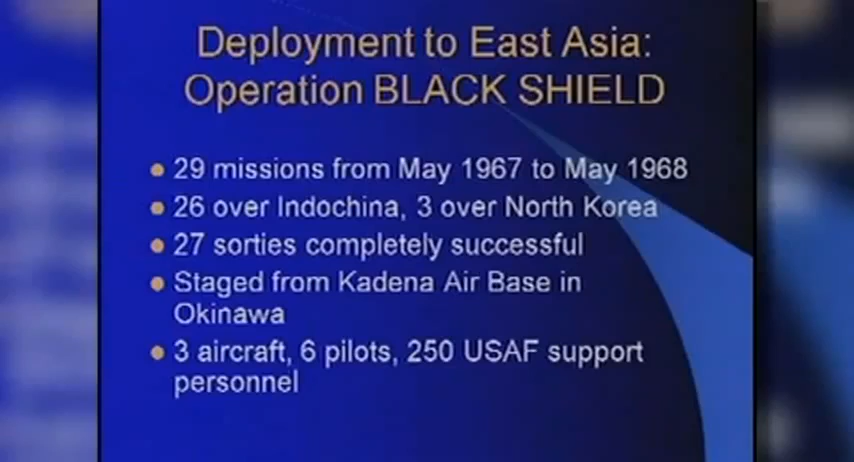 Deployment to East Asia:
Operation BLACK SHIELD
29 missions from May 1967 to May 1968
26 over Indochina, 3 over North Korea
27 sorties completely successful
Staged from Kadena Air Base in
Okinawa
3 aircraft, 6 pilots, 250 USAF support
personnel